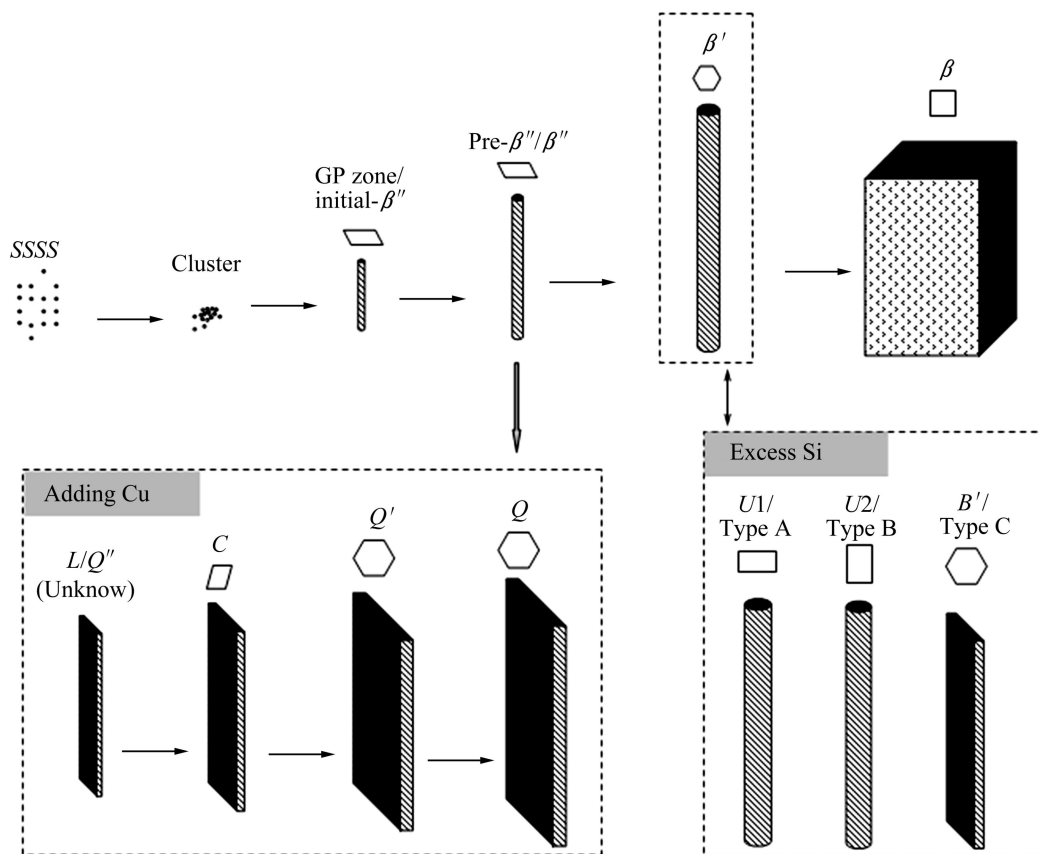 β′
β
Pre-β″/β″
GP zone/
initial-β″
SSSS
Cluster
Adding Cu
L/Q″
(Unknow)
C
Q′
Q
Excess Si
U1/
Type A
U2/
Type B
B′/
Type C